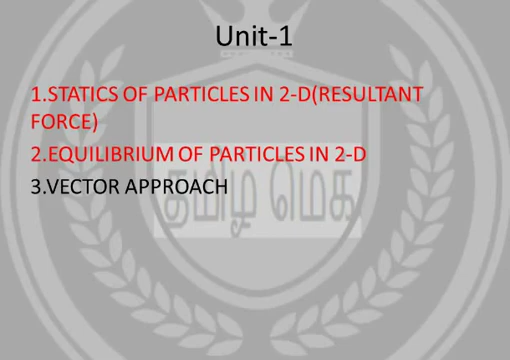 Unit-1
1.STATICS OF PARTICLES IN 2-D(RESULTANT
FORCE)
2.EQUILIBRIUM OF PARTICLES IN 2-D
3.VECTOR APPROACH
தமிழ் மெக்